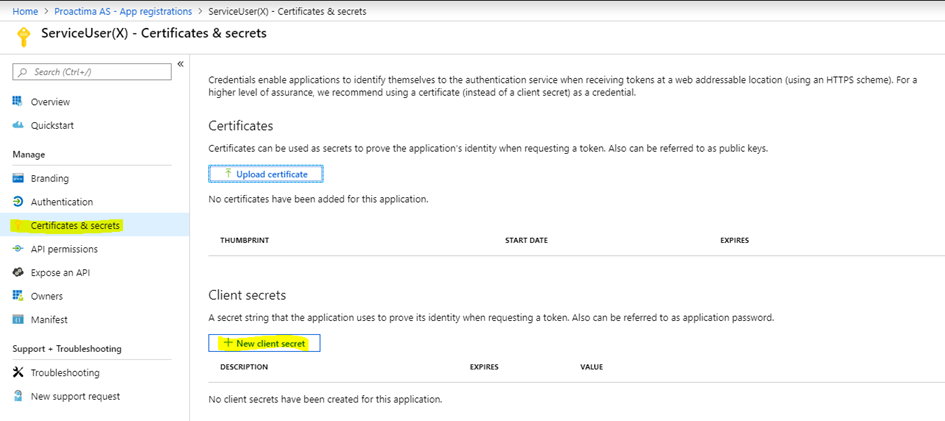 Home > Proactima AS - App registrations > ServiceUser(X) - Certificates & secrets
ServiceUser(X) - Certificates & secrets
Search (Ctrl+/)
«
Overview
Quickstart
Manage
Branding
Authentication
Certificates & secrets
API permissions
Expose an API
Owners
Manifest
Support + Troubleshooting
Troubleshooting
New support request
Credentials enable applications to identify themselves to the authentication service when receiving tokens at a web addressable location (using an HTTPS scheme). For a
higher level of assurance, we recommend using a certificate (instead of a client secret) as a credential.
Certificates
Certificates can be used as secrets to prove the application's identity when requesting a token. Also can be referred to as public keys.
Upload certificate
No certificates have been added for this application.
THUMBPRINT START DATE EXPIRES
Client secrets
A secret string that the application uses to prove its identity when requesting a token. Also can be referred to as application password.
+ New client secret
DESCRIPTION EXPIRES VALUE
No client secrets have been created for this application.